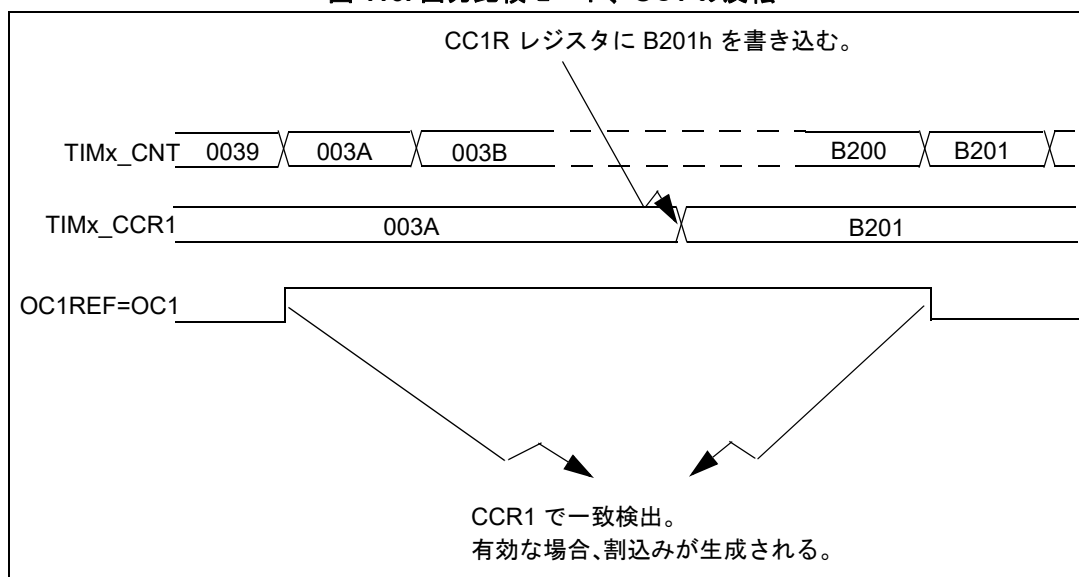 CC1R レジスタに B201h を書き込む。
TIMx_CNT 0039 003A 003B B200 B201
TIMx_CCR1 003A B201
OC1REF=OC1
CCR1 で一致検出。
有効な場合、割込みが生成される。